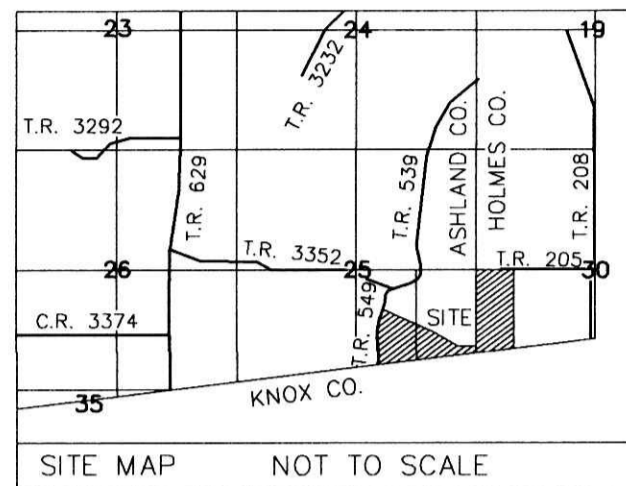 23
24
19
T.R. 3232
T.R. 3292
T.R. 629
T.R. 539
ASHLAND CO.
HOLMES CO.
T.R. 208
T.R. 3352
T.R. 205
26
25
30
C.R. 3374
T.R. 549
SITE
KNOX CO.
35
SITE MAP NOT TO SCALE